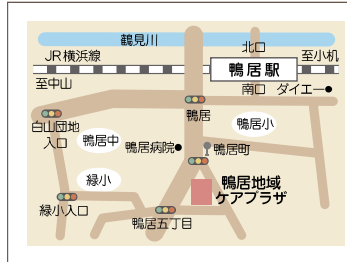 鶴見川
北口
JR横浜線
至小机
鴨居駅
至中山
南口
ダイエー
鴨居
白山団地
入口
鴨居小
鴨居中
鴨居病院
鴨居町
緑小
鴨居地域
ケアプラザ
緑小入口
鴨居五丁目